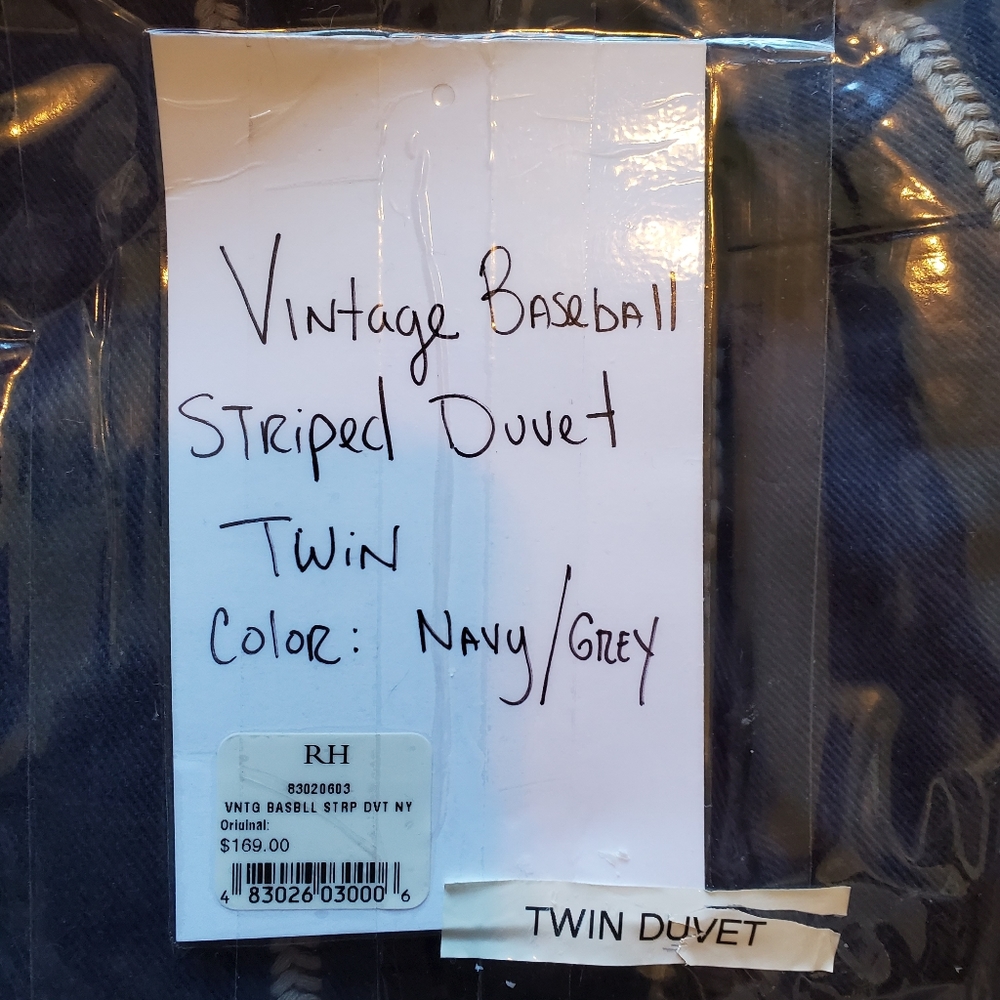 Vintage Baseball
Striped Duvet
Twin
Color: Navy/Grey
RH
83020603
VNTG BASBLL STRP DVT NY
Original:
$169.00
4 83026 03000 6
TWIN DUVET